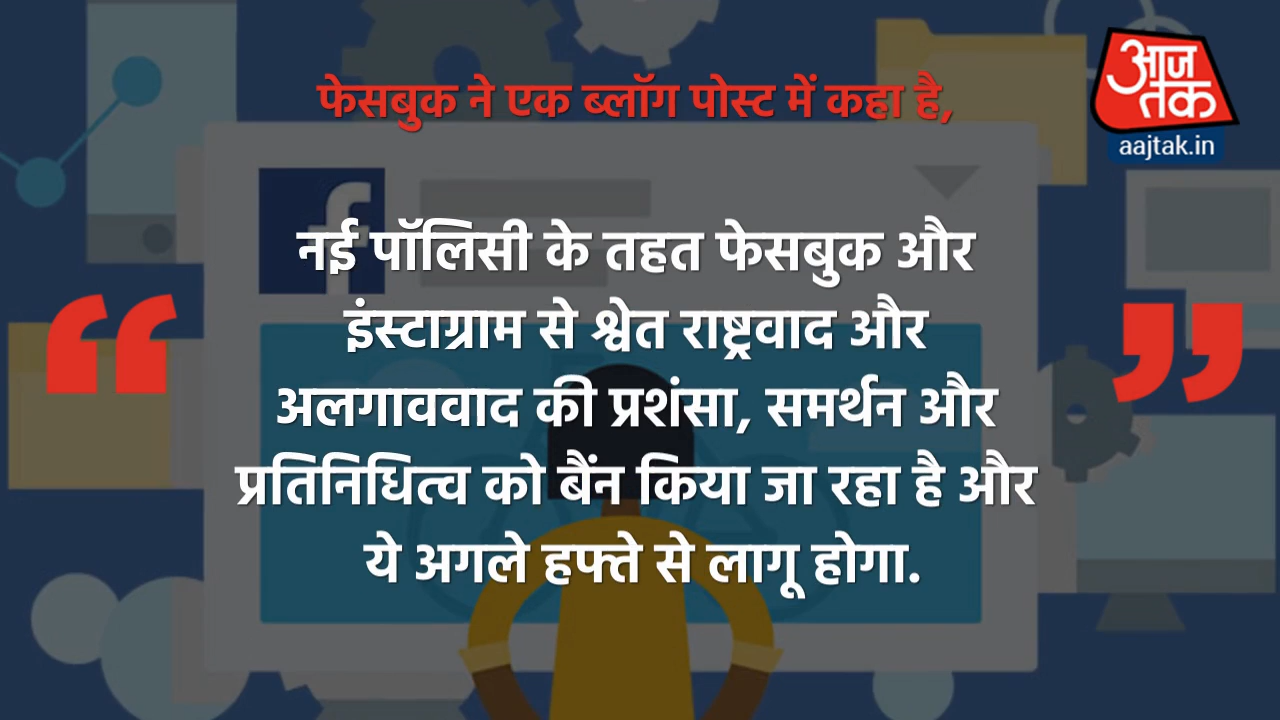 आज
तक
aajtak.in
फेसबुक ने एक ब्लॉग पोस्ट में कहा है,
f
“
नई पॉलिसी के तहत फेसबुक और
इंस्टाग्राम से श्वेत राष्ट्रवाद और
अलगाववाद की प्रशंसा, समर्थन और
प्रतिनिधित्व को बैंन किया जा रहा है और
ये अगले हफ्ते से लागू होगा.
”